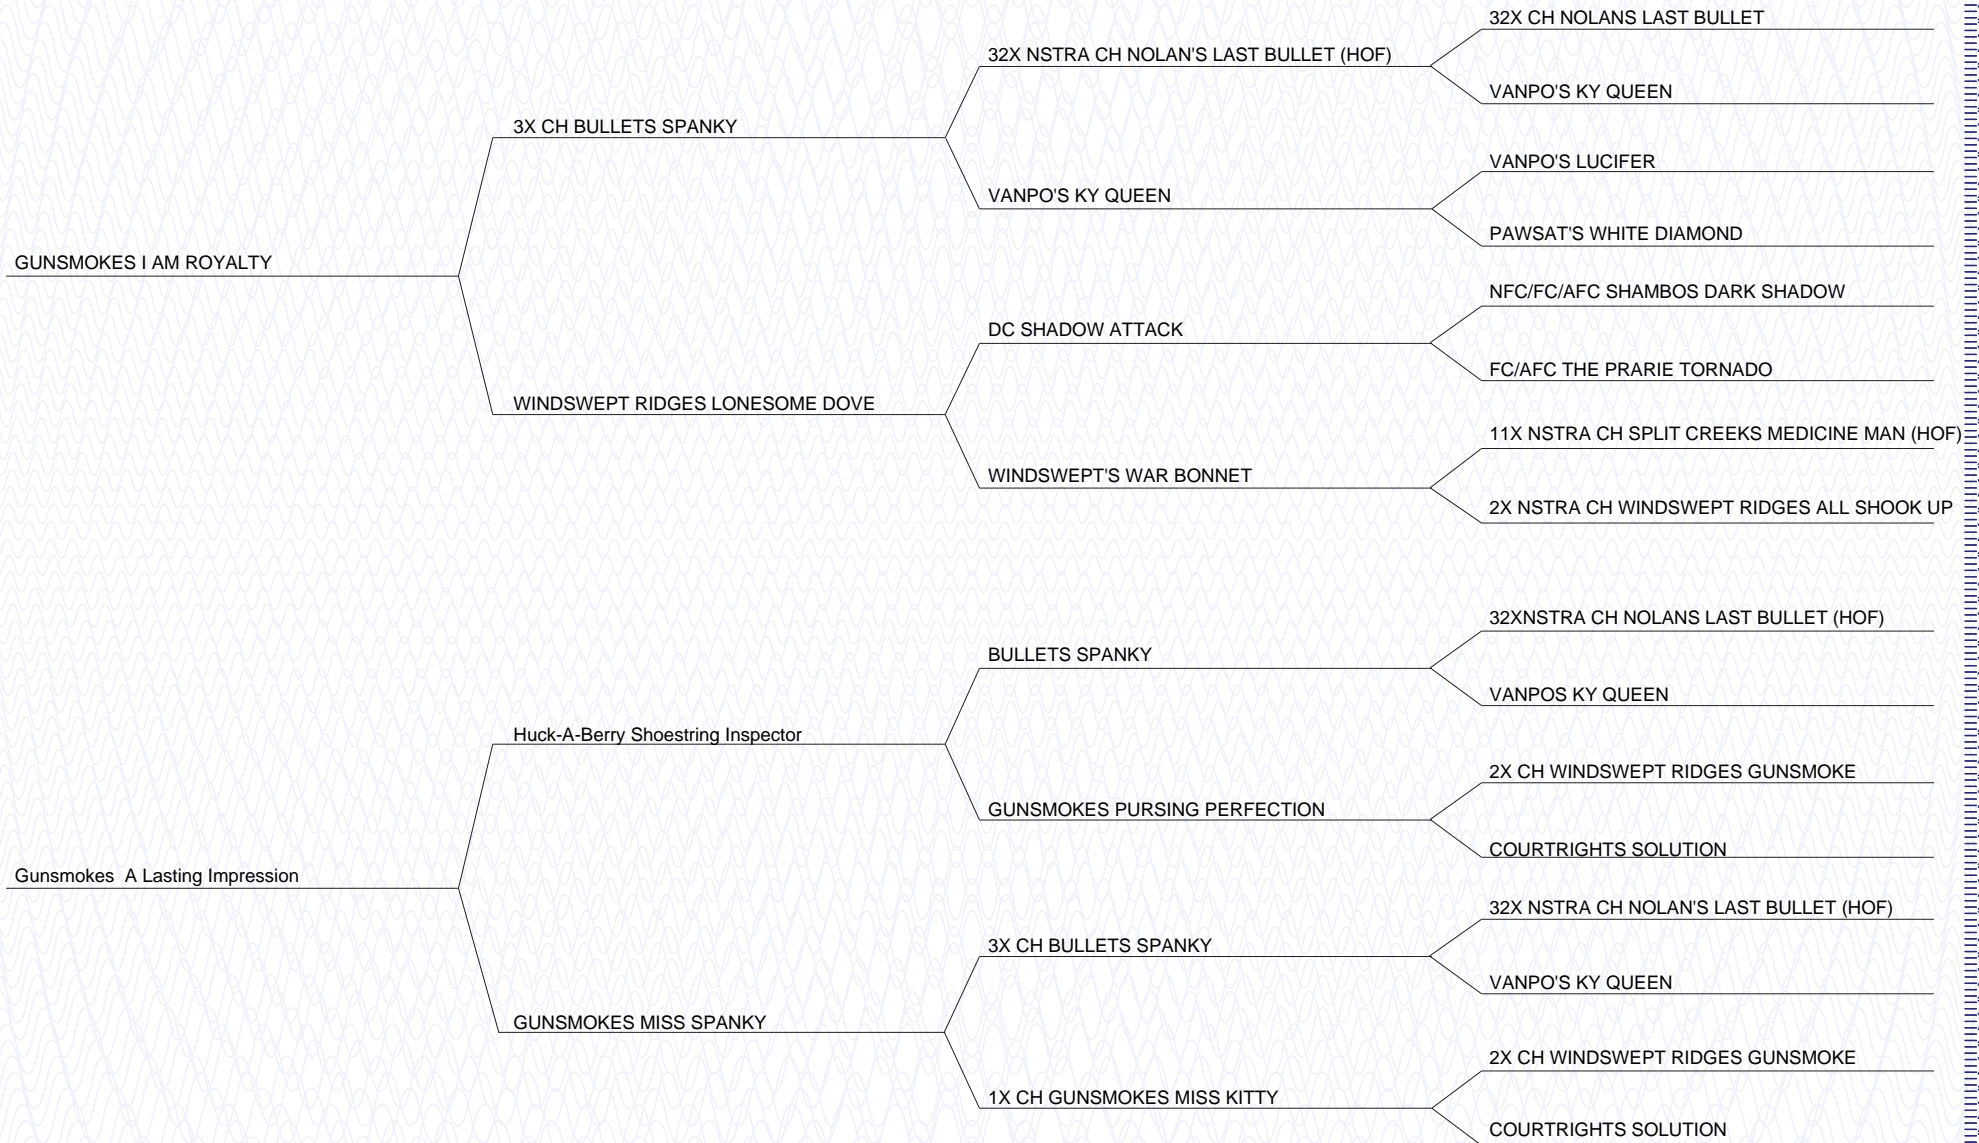 32X CH NOLANS LAST BULLET
32X NSTRA CH NOLAN'S LAST BULLET (HOF)
VANPO'S KY QUEEN
3X CH BULLETS SPANKY
VANPO'S LUCIFER
VANPO'S KY QUEEN
PAWSAT'S WHITE DIAMOND
GUNSMOKES I AM ROYALTY
NFC/FC/AFC SHAMBOS DARK SHADOW
DC SHADOW ATTACK
FC/AFC THE PRARIE TORNADO
WINDSWEPT RIDGES LONESOME DOVE
11X NSTRA CH SPLIT CREEKS MEDICINE MAN (HOF)
WINDSWEPT'S WAR BONNET
2X NSTRA CH WINDSWEPT RIDGES ALL SHOOK UP
32XNSTRA CH NOLANS LAST BULLET (HOF)
BULLETS SPANKY
VANPOS KY QUEEN
Huck-A-Berry Shoestring Inspector
2X CH WINDSWEPT RIDGES GUNSMOKE
GUNSMOKES PURSING PERFECTION
COURTRIGHTS SOLUTION
Gunsmokes  A Lasting Impression
32X NSTRA CH NOLAN'S LAST BULLET (HOF)
3X CH BULLETS SPANKY
VANPO'S KY QUEEN
GUNSMOKES MISS SPANKY
2X CH WINDSWEPT RIDGES GUNSMOKE
1X CH GUNSMOKES MISS KITTY
COURTRIGHTS SOLUTION